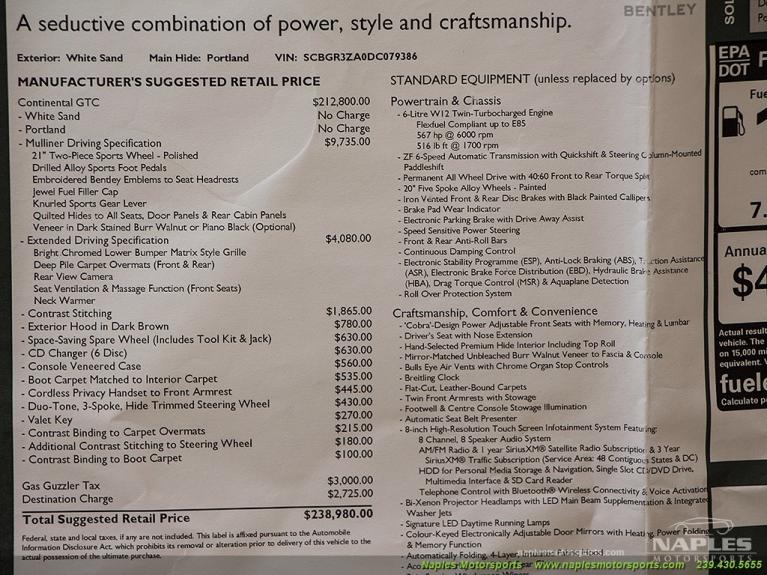 BENTLEY
A seductive combination of power, style and craftsmanship.
Exterior: White Sand Main Hide: Portland VIN: SCBGR3ZA0DC079386
MANUFACTURER'S SUGGESTED RETAIL PRICE
Continental GTC $212,800.00
- White Sand No Charge
- Portland No Charge
- Mulliner Driving Specification $9,735.00
21" Two-Piece Sports Wheel - Polished
Drilled Alloy Sports Foot Pedals
Embroidered Bentley Emblems to Seat Headrests
Jewel Fuel Filler Cap
Knurled Sports Gear Lever
Quilted Hides to All Seats, Door Panels & Rear Cabin Panels
Veneer in Dark Stained Burr Walnut or Piano Black (Optional)
- Extended Driving Specification $4,080.00
Bright Chromed Lower Bumper Matrix Style Grille
Deep Pile Carpet Overmats (Front & Rear)
Rear View Camera
Seat Ventilation & Massage Function (Front Seats)
Neck Warmer
- Contrast Stitching $1,865.00
- Exterior Hood in Dark Brown $780.00
- Space-Saving Spare Wheel (Includes Tool Kit & Jack) $630.00
- CD Changer (6 Disc) $630.00
- Console Veneered Case $560.00
- Boot Carpet Matched to Interior Carpet $535.00
- Cordless Privacy Handset to Front Armrest $445.00
- Duo-Tone, 3-Spoke, Hide Trimmed Steering Wheel $430.00
- Valet Key $270.00
- Contrast Binding to Carpet Overmats $215.00
- Additional Contrast Stitching to Steering Wheel $180.00
- Contrast Binding to Boot Carpet $100.00
Gas Guzzler Tax $3,000.00
Destination Charge $2,725.00
Total Suggested Retail Price $238,980.00
Federal, state and local taxes, if any are not included. This label is affixed pursuant to the Automobile
Information Disclosure Act, which prohibits its removal or alteration prior to delivery of this vehicle to the
actual possession of the ultimate purchase.
STANDARD EQUIPMENT (unless replaced by options)
Powertrain & Chassis
- 6-Litre W12 Twin-Turbocharged Engine
Flexfuel Compliant up to E85
567 hp @ 6000 rpm
516 lb ft @ 1700 rpm
- ZF 6-Speed Automatic Transmission with Quickshift & Steering Column-Mounted
Paddleshift
- Permanent All Wheel Drive with 40:60 Front to Rear Torque Split
- 20" Five Spoke Alloy Wheels - Painted
- Iron Vented Front & Rear Disc Brakes with Black Painted Callipers
- Brake Pad Wear Indicator
- Electronic Parking Brake with Drive Away Assist
- Speed Sensitive Power Steering
- Front & Rear Anti-Roll Bars
- Continuous Damping Control
- Electronic Stability Programme (ESP), Anti-Lock Braking (ABS), Traction Assistance
(ASR), Electronic Brake Force Distribution (EBD), Hydraulic Brake Assistance
(HBA), Drag Torque Control (MSR) & Aquaplane Detection
- Roll Over Protection System
Craftsmanship, Comfort & Convenience
- 'Cobra'-Design Power Adjustable Front Seats with Memory, Heating & Lumbar
- Driver's Seat with Nose Extension
- Hand-Selected Premium Hide Interior Including Top Roll
- Mirror-Matched Unbleached Burr Walnut Veneer to Fascia & Console
- Bulls Eye Air Vents with Chrome Organ Stop Controls
- Breitling Clock
- Flat-Cut, Leather-Bound Carpets
- Twin Front Armrests with Stowage
- Footwell & Centre Console Stowage Illumination
- Automatic Seat Belt Presenter
- 8-inch High-Resolution Touch Screen Infotainment System Featuring:
8 Channel, 8 Speaker Audio System
AM/FM Radio & 1 year SiriusXM® Satellite Radio Subscription & 3 Year
SiriusXM® Traffic Subscription (Service Area: 48 Contiguous States & DC)
HDD for Personal Media Storage & Navigation, Single Slot CD/DVD Drive,
Multimedia Interface & SD Card Reader
Telephone Control with Bluetooth® Wireless Connectivity & Voice Activation
- Bi-Xenon Projector Headlamps with LED Main Beam Supplementation & Integrated
Washer Jets
- Signature LED Daytime Running Lamps
- Colour-Keyed Electronically Adjustable Door Mirrors with Heating, Power Folding
& Memory Function
- Automatically Folding, 4-Layer
SOL
EPA
DOT
Fue
com
7.
Annua
$4
Actual result
vehicle. The
on 15,000 mi
equivalent. V
fuele
Calculate p
NAPLES
MOTORSPORTS
Naples Motorsports - www.naplesmotorsports.com - 239.430.5655